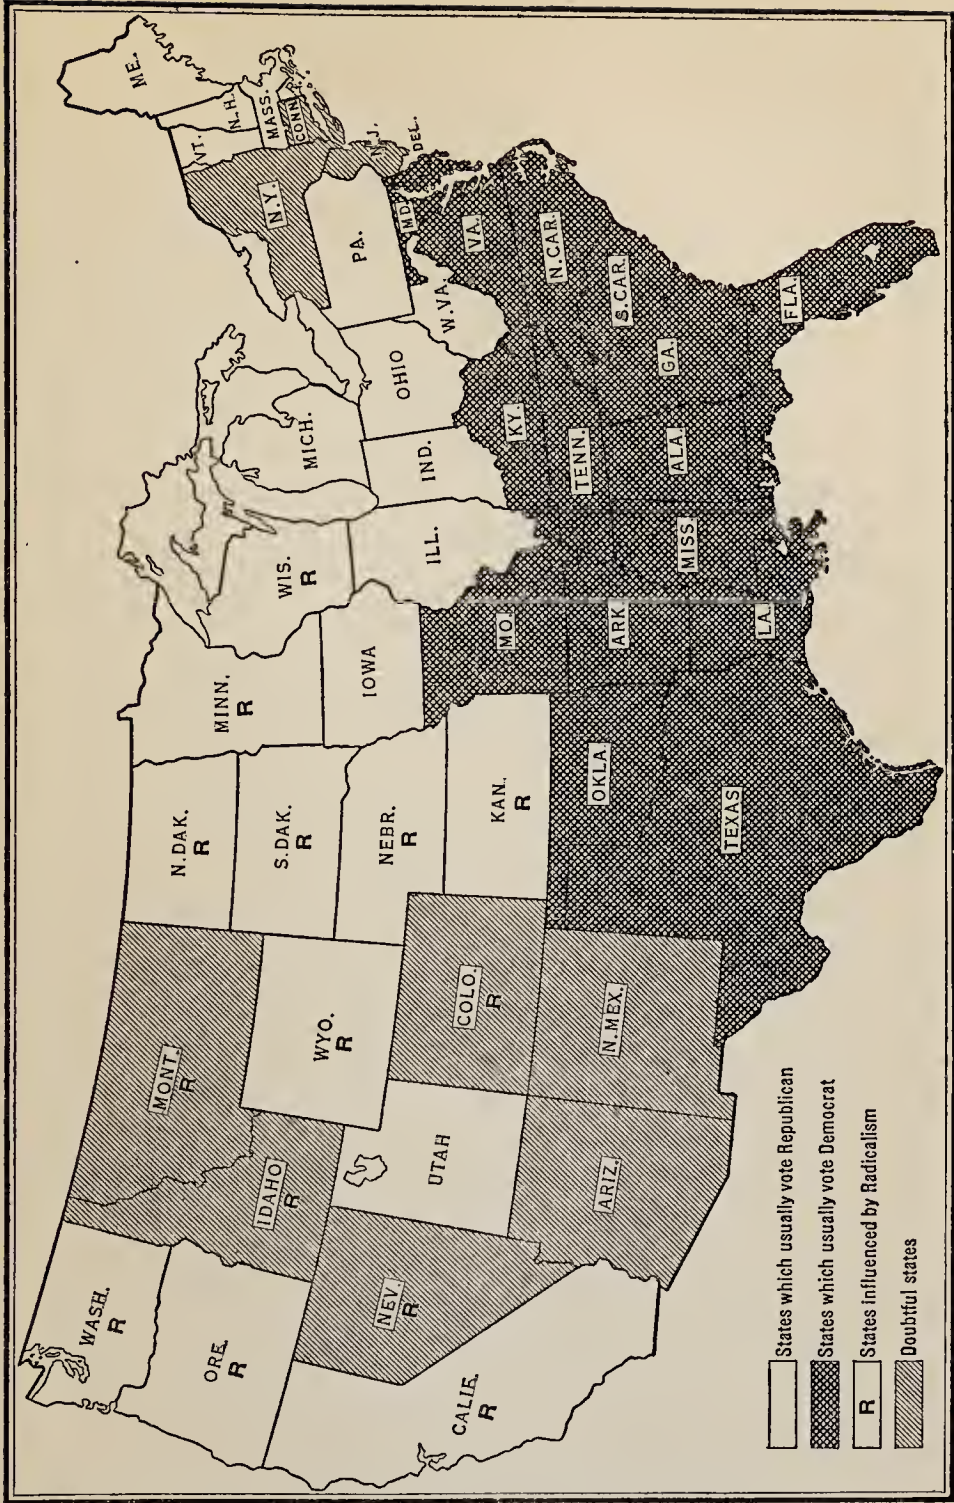 WASH.
R
ORE.
R
CALIF.
R
NEV.
R
IDAHO
R
MONT.
R
WYO.
R
UTAH
COLO.
R
ARIZ.
N.MEX.
N.DAK.
R
S.DAK.
R
NEBR.
R
KAN.
R
OKLA.
TEXAS
MINN.
R
IOWA
MO.
ARK.
LA.
WIS.
R
ILL.
MICH.
IND.
OHIO
KY.
TENN.
MISS.
ALA.
GA.
FLA.
S.CAR.
N.CAR.
VA.
W.VA.
MD.
DEL.
PA.
N.J.
N.Y.
CONN.
R.I.
MASS.
VT.
N.H.
ME.
States which usually vote Republican
States which usually vote Democrat
R States influenced by Radicalism
Doubtful states